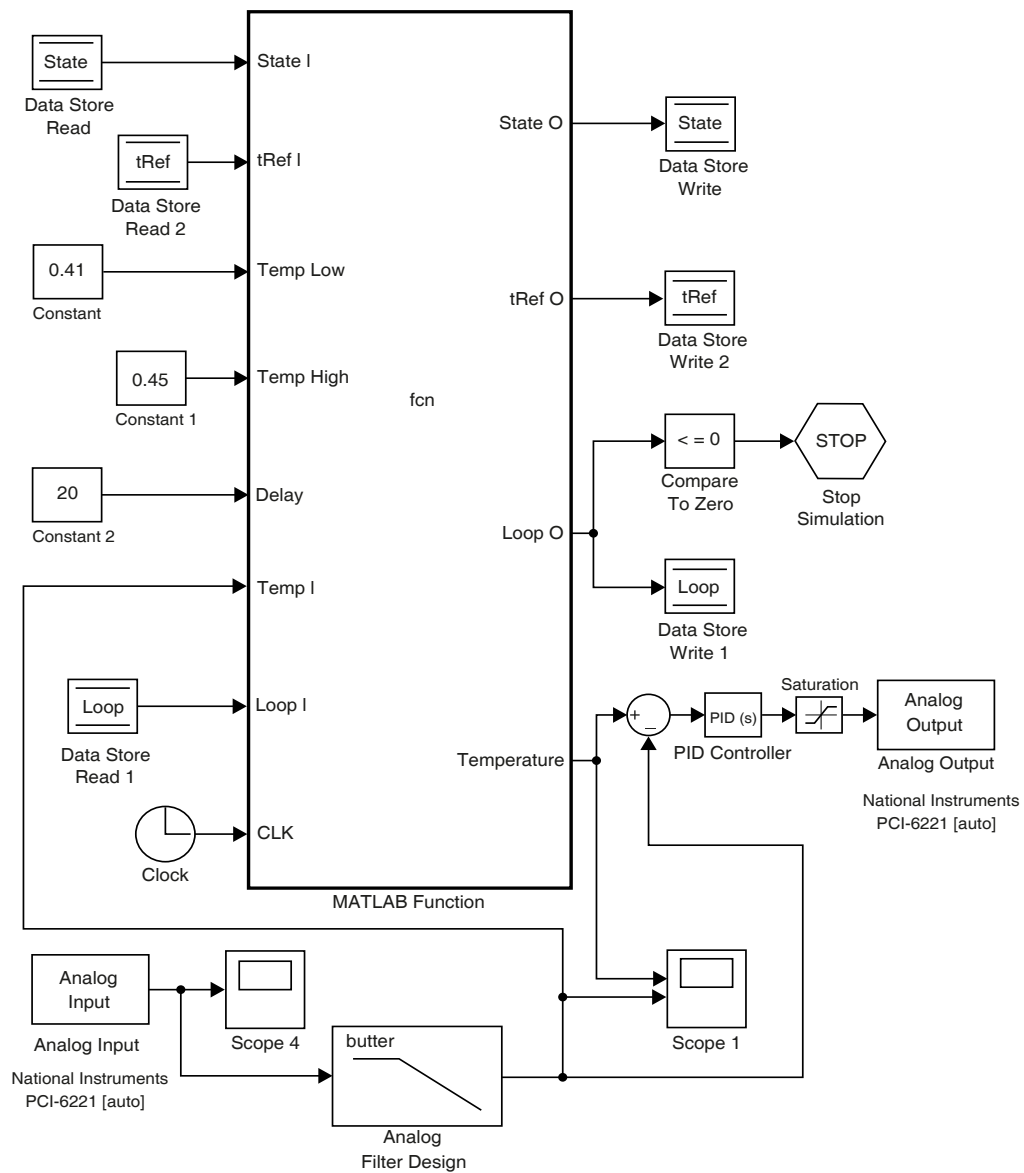 State
Data Store
Read
tRef
Data Store
Read 2
0.41
Constant
0.45
Constant 1
20
Constant 2
Loop
Data Store
Read 1
Clock
State I
tRef I
Temp Low
Temp High
Delay
Temp I
Loop I
CLK
fcn
State O
tRef O
Loop O
Temperature
MATLAB Function
State
Data Store
Write
tRef
Data Store
Write 2
< = 0
Compare
To Zero
STOP
Stop
Simulation
Loop
Data Store
Write 1
+
_
PID (s)
PID Controller
Saturation
Analog
Output
Analog Output
National Instruments
PCI-6221 [auto]
Analog
Input
Analog Input
National Instruments
PCI-6221 [auto]
Scope 4
butter
Analog
Filter Design
Scope 1